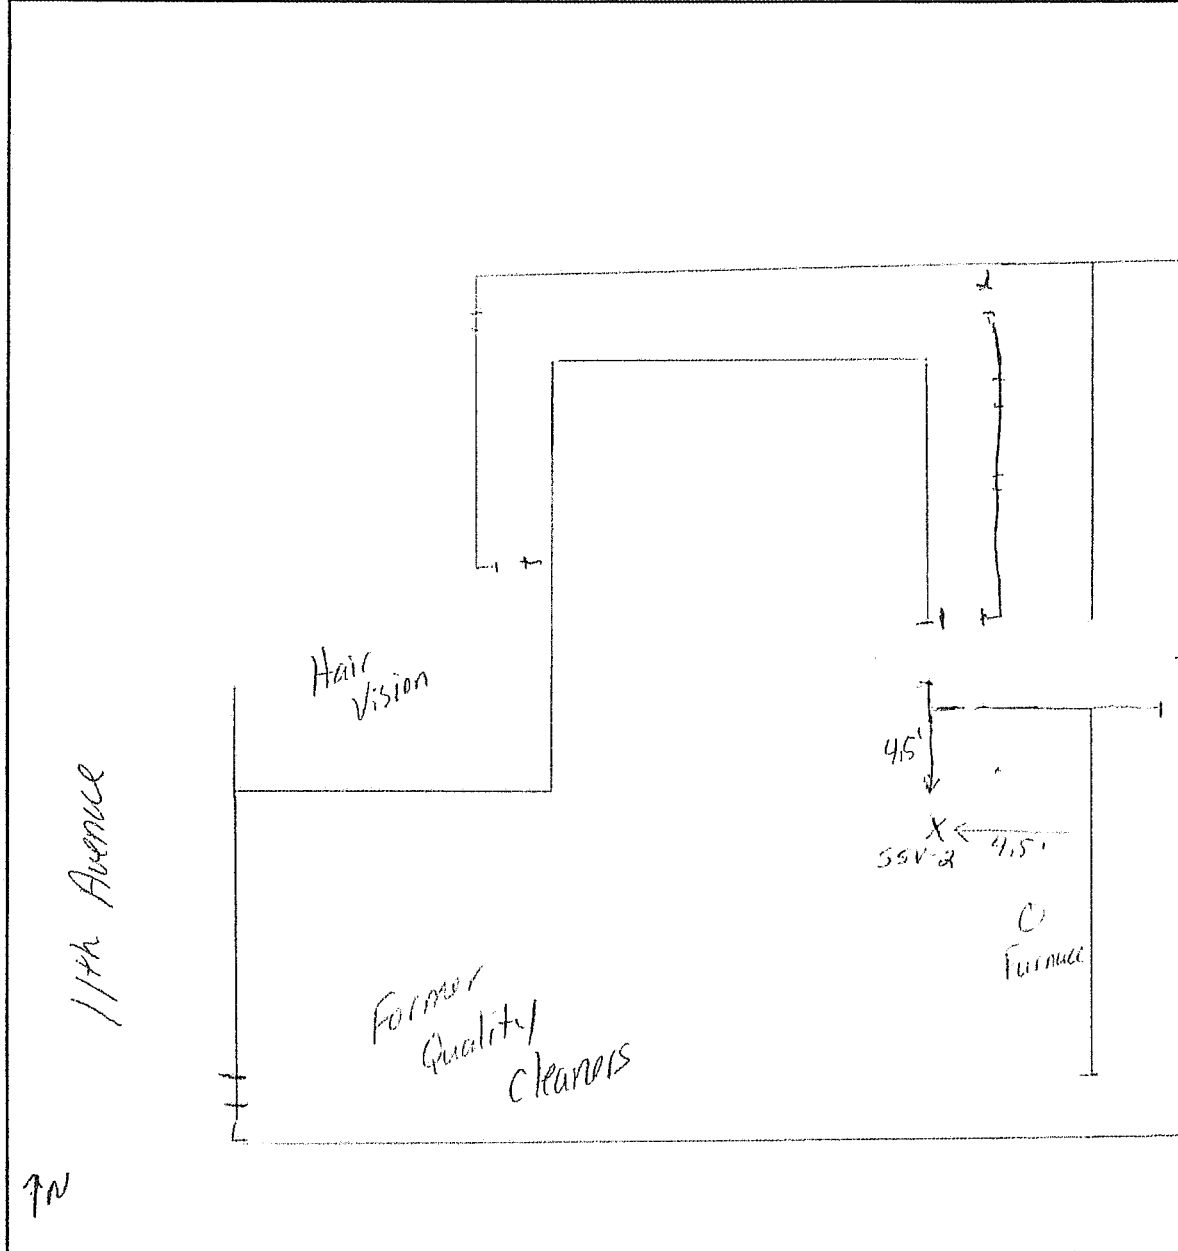 Hair
Vision
4.5'
X
SSV-2
4.5'
Furnace
11th Avenue
Former
Quality
Cleaners
↑N